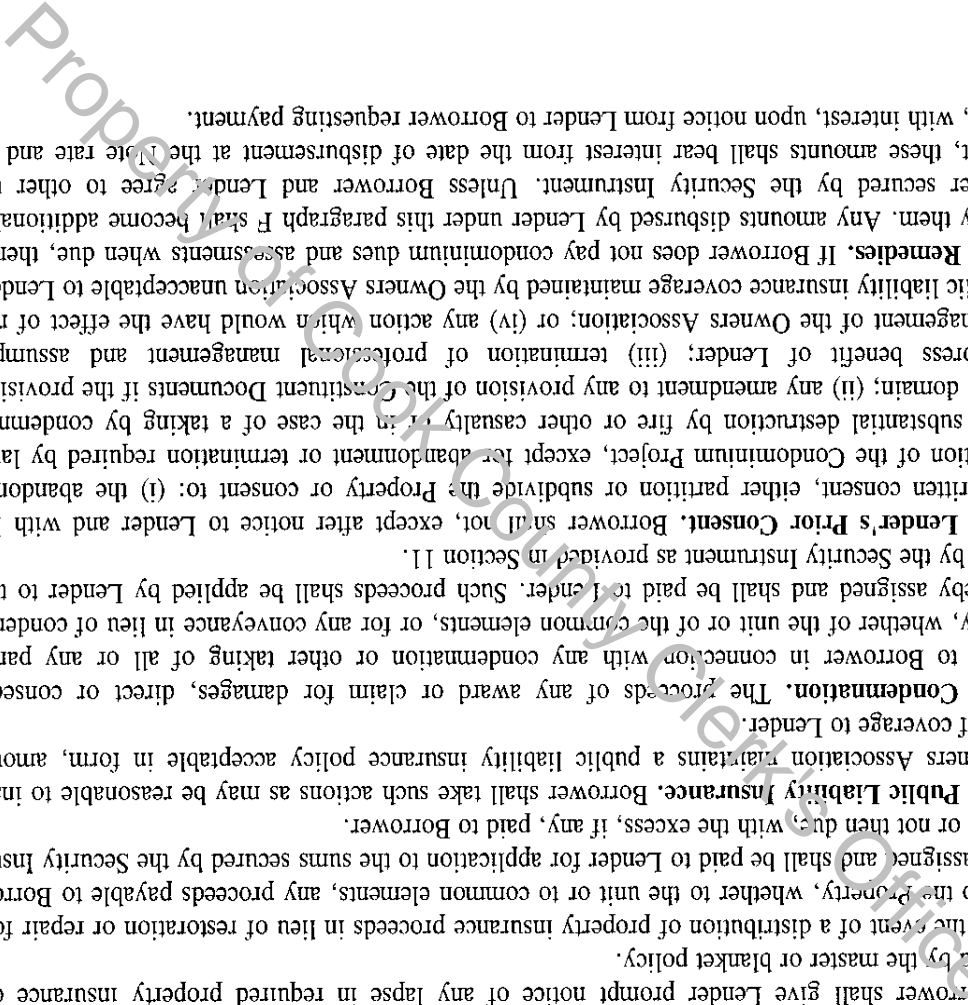 rrower shall give Lender prompt notice of any lapse in required property insurance c
d by the master or blanket policy.
the event of a distribution of property insurance proceeds in lieu of restoration or repair f
o the Property, whether to the unit or to common elements, any proceeds payable to Borro
assigned and shall be paid to Lender for application to the sums secured by the Security Inst
or not then due, with the excess, if any, paid to Borrower.
Public Liability Insurance. Borrower shall take such actions as may be reasonable to in
ners Association maintains a public liability insurance policy acceptable in form, amou
f coverage to Lender.
Condemnation. The proceeds of any award or claim for damages, direct or conse
to Borrower in connection with any condemnation or other taking of all or any par
y, whether of the unit or of the common elements, or for any conveyance in lieu of conden
eby assigned and shall be paid to Lender. Such proceeds shall be applied by Lender to t
by the Security Instrument as provided in Section 11.
Lender's Prior Consent. Borrower shall not, except after notice to Lender and with
ritten consent, either partition or subdivide the Property or consent to: (i) the abandon
tion of the Condominium Project, except for abandonment or termination required by la
substantial destruction by fire or other casualty or in the case of a taking by condemn
domain; (ii) any amendment to any provision of the Constituent Documents if the provisi
press benefit of Lender; (iii) termination of professional management and assump
nagement of the Owners Association; or (iv) any action which would have the effect of r
lic liability insurance coverage maintained by the Owners Association unacceptable to Lende
Remedies. If Borrower does not pay condominium dues and assessments when due, then
y them. Any amounts disbursed by Lender under this paragraph F shall become additional
er secured by the Security Instrument. Unless Borrower and Lender agree to other t
t, these amounts shall bear interest from the date of disbursement at the Note rate and
, with interest, upon notice from Lender to Borrower requesting payment.
Property of Cook County Clerk's Office